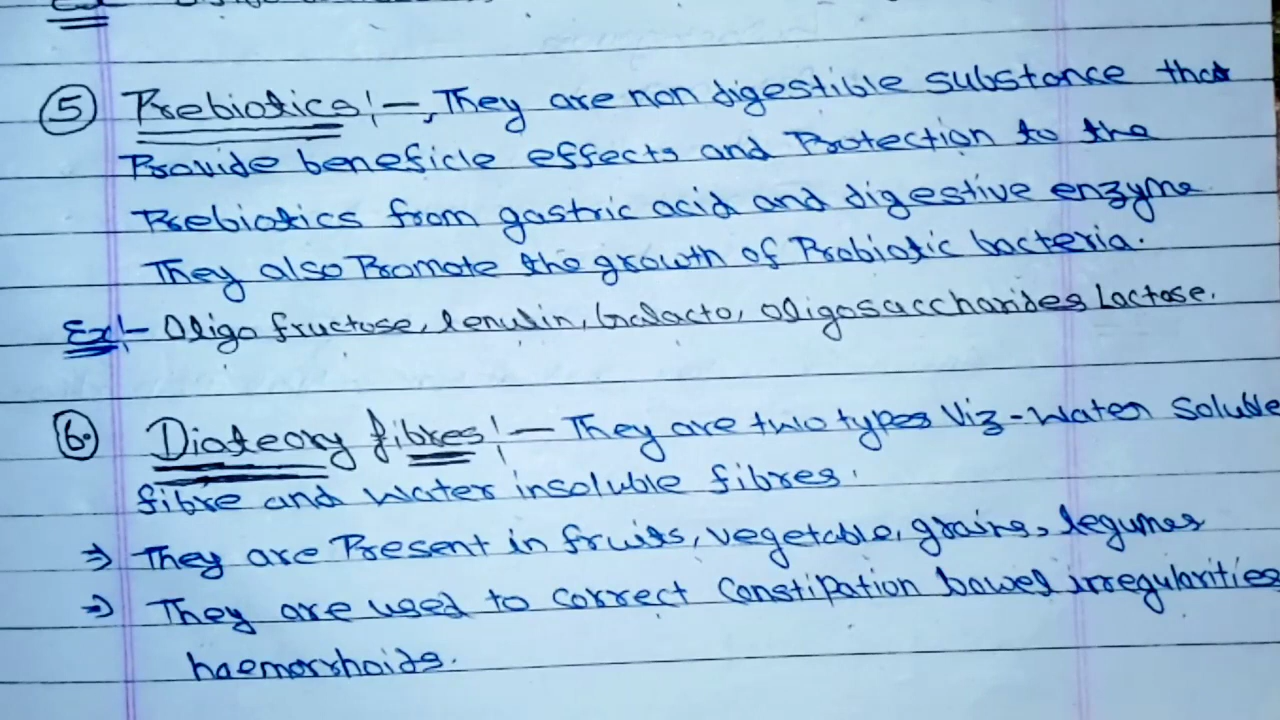 ⑤ Prebiotics!- They are non digestible substance that
Provide beneficle effects and Protection to the
Prebiotics from gastric acid and digestive enzyme
They also Promote the growth of Probiotic bacteria.
Ex!- Oligo fructose, Ienulin, Galacto, Oligosaccharides Lactose.
⑥ Diateory fibres!- They are two types Viz-Water Soluble
fibre and Water insoluble fibres.
⇒ They are Present in fruits, vegetable, grains, legumes
⇒ They are used to correct Constipation bowel irregularities
haemorrhoids.